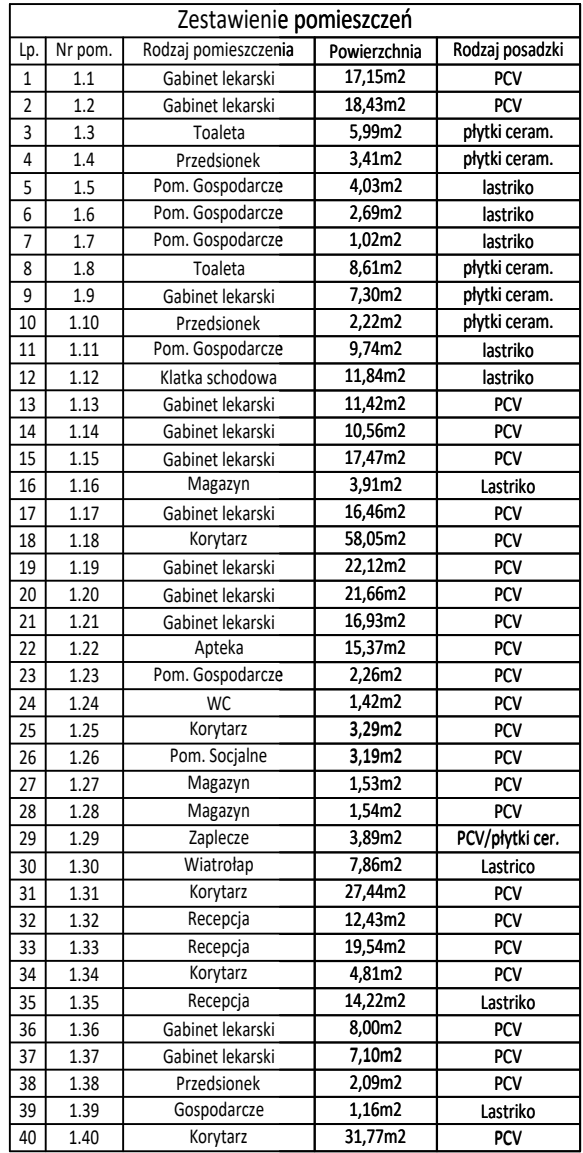 Zestawienie pomieszczeń
Lp. Nr pom. Rodzaj pomieszczenia Powierzchnia Rodzaj posadzki
1 1.1 Gabinet lekarski 17,15m2 PCV
2 1.2 Gabinet lekarski 18,43m2 PCV
3 1.3 Toaleta 5,99m2 płytki ceram.
4 1.4 Przedsionek 3,41m2 płytki ceram.
5 1.5 Pom. Gospodarcze 4,03m2 lastriko
6 1.6 Pom. Gospodarcze 2,69m2 lastriko
7 1.7 Pom. Gospodarcze 1,02m2 lastriko
8 1.8 Toaleta 8,61m2 płytki ceram.
9 1.9 Gabinet lekarski 7,30m2 płytki ceram.
10 1.10 Przedsionek 2,22m2 płytki ceram.
11 1.11 Pom. Gospodarcze 9,74m2 lastriko
12 1.12 Klatka schodowa 11,84m2 lastriko
13 1.13 Gabinet lekarski 11,42m2 PCV
14 1.14 Gabinet lekarski 10,56m2 PCV
15 1.15 Gabinet lekarski 17,47m2 PCV
16 1.16 Magazyn 3,91m2 Lastriko
17 1.17 Gabinet lekarski 16,46m2 PCV
18 1.18 Korytarz 58,05m2 PCV
19 1.19 Gabinet lekarski 22,12m2 PCV
20 1.20 Gabinet lekarski 21,66m2 PCV
21 1.21 Gabinet lekarski 16,93m2 PCV
22 1.22 Apteka 15,37m2 PCV
23 1.23 Pom. Gospodarcze 2,26m2 PCV
24 1.24 WC 1,42m2 PCV
25 1.25 Korytarz 3,29m2 PCV
26 1.26 Pom. Socjalne 3,19m2 PCV
27 1.27 Magazyn 1,53m2 PCV
28 1.28 Magazyn 1,54m2 PCV
29 1.29 Zaplecze 3,89m2 PCV/płytki cer.
30 1.30 Wiatrołap 7,86m2 Lastrico
31 1.31 Korytarz 27,44m2 PCV
32 1.32 Recepcja 12,43m2 PCV
33 1.33 Recepcja 19,54m2 PCV
34 1.34 Korytarz 4,81m2 PCV
35 1.35 Recepcja 14,22m2 Lastriko
36 1.36 Gabinet lekarski 8,00m2 PCV
37 1.37 Gabinet lekarski 7,10m2 PCV
38 1.38 Przedsionek 2,09m2 PCV
39 1.39 Gospodarcze 1,16m2 Lastriko
40 1.40 Korytarz 31,77m2 PCV